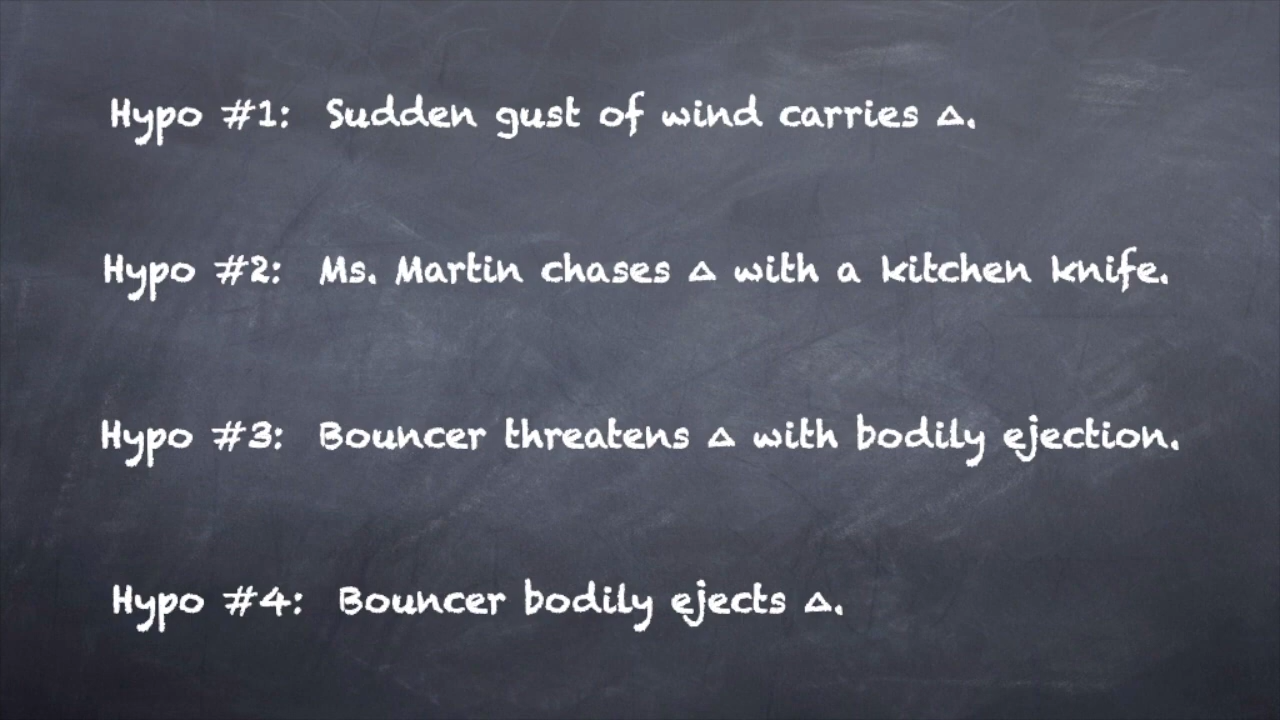 Hypo #1: Sudden gust of wind carries Δ.
Hypo #2: Ms. Martin chases Δ with a kitchen knife.
Hypo #3: Bouncer threatens Δ with bodily ejection.
Hypo #4: Bouncer bodily ejects Δ.